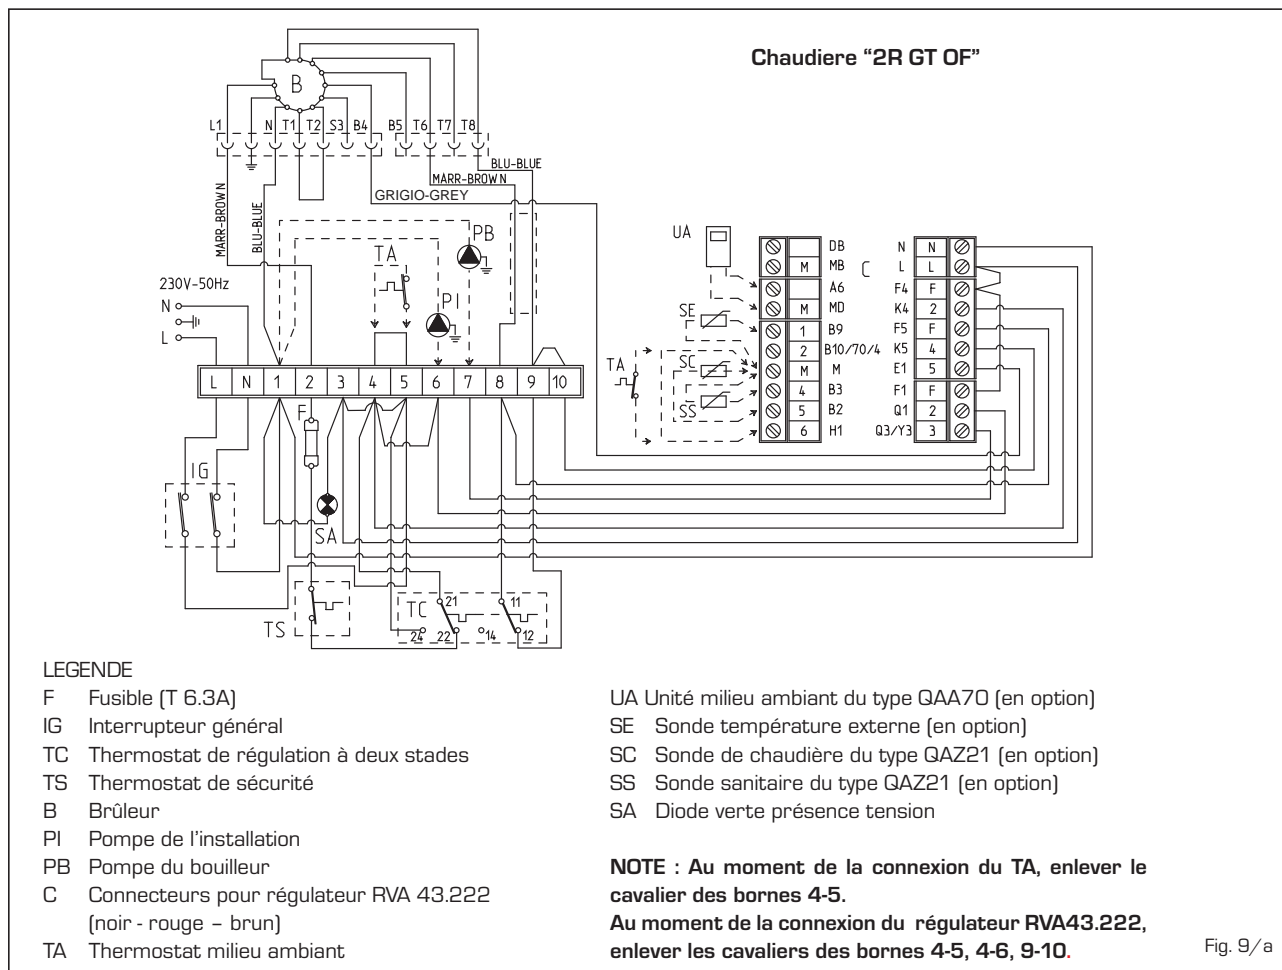 Chaudiere “2R GT OF”
B
L1 N T1 T2 S3 B4 B5 T6 T7 T8
BLU-BLUE
MARR-BROWN
GRIGIO-GREY
MARR-BROWN
BLU-BLUE
PB
TA
PI
230V-50Hz
N
L
L N 1 2 3 4 5 6 7 8 9 10
F
IG
SA
TS
TC
21
11
24 22 14 12
UA
SE
SC
TA
SS
C
DB
M MB
A6
M MD
1 B9
2 B10/70/4
M M
4 B3
5 B2
6 H1
N N
L L
F4 F
K4 2
F5 F
K5 4
E1 5
F1 F
Q1 2
Q3/Y3 3
LEGENDE
F Fusible (T 6.3A)
IG Interrupteur général
TC Thermostat de régulation à deux stades
TS Thermostat de sécurité
B Brûleur
PI Pompe de l’installation
PB Pompe du bouilleur
C Connecteurs pour régulateur RVA 43.222
(noir - rouge – brun)
TA Thermostat milieu ambiant
UA Unité milieu ambiant du type QAA70 (en option)
SE Sonde température externe (en option)
SC Sonde de chaudière du type QAZ21 (en option)
SS Sonde sanitaire du type QAZ21 (en option)
SA Diode verte présence tension
NOTE : Au moment de la connexion du TA, enlever le
cavalier des bornes 4-5.
Au moment de la connexion du régulateur RVA43.222,
enlever les cavaliers des bornes 4-5, 4-6, 9-10.
Fig. 9/a